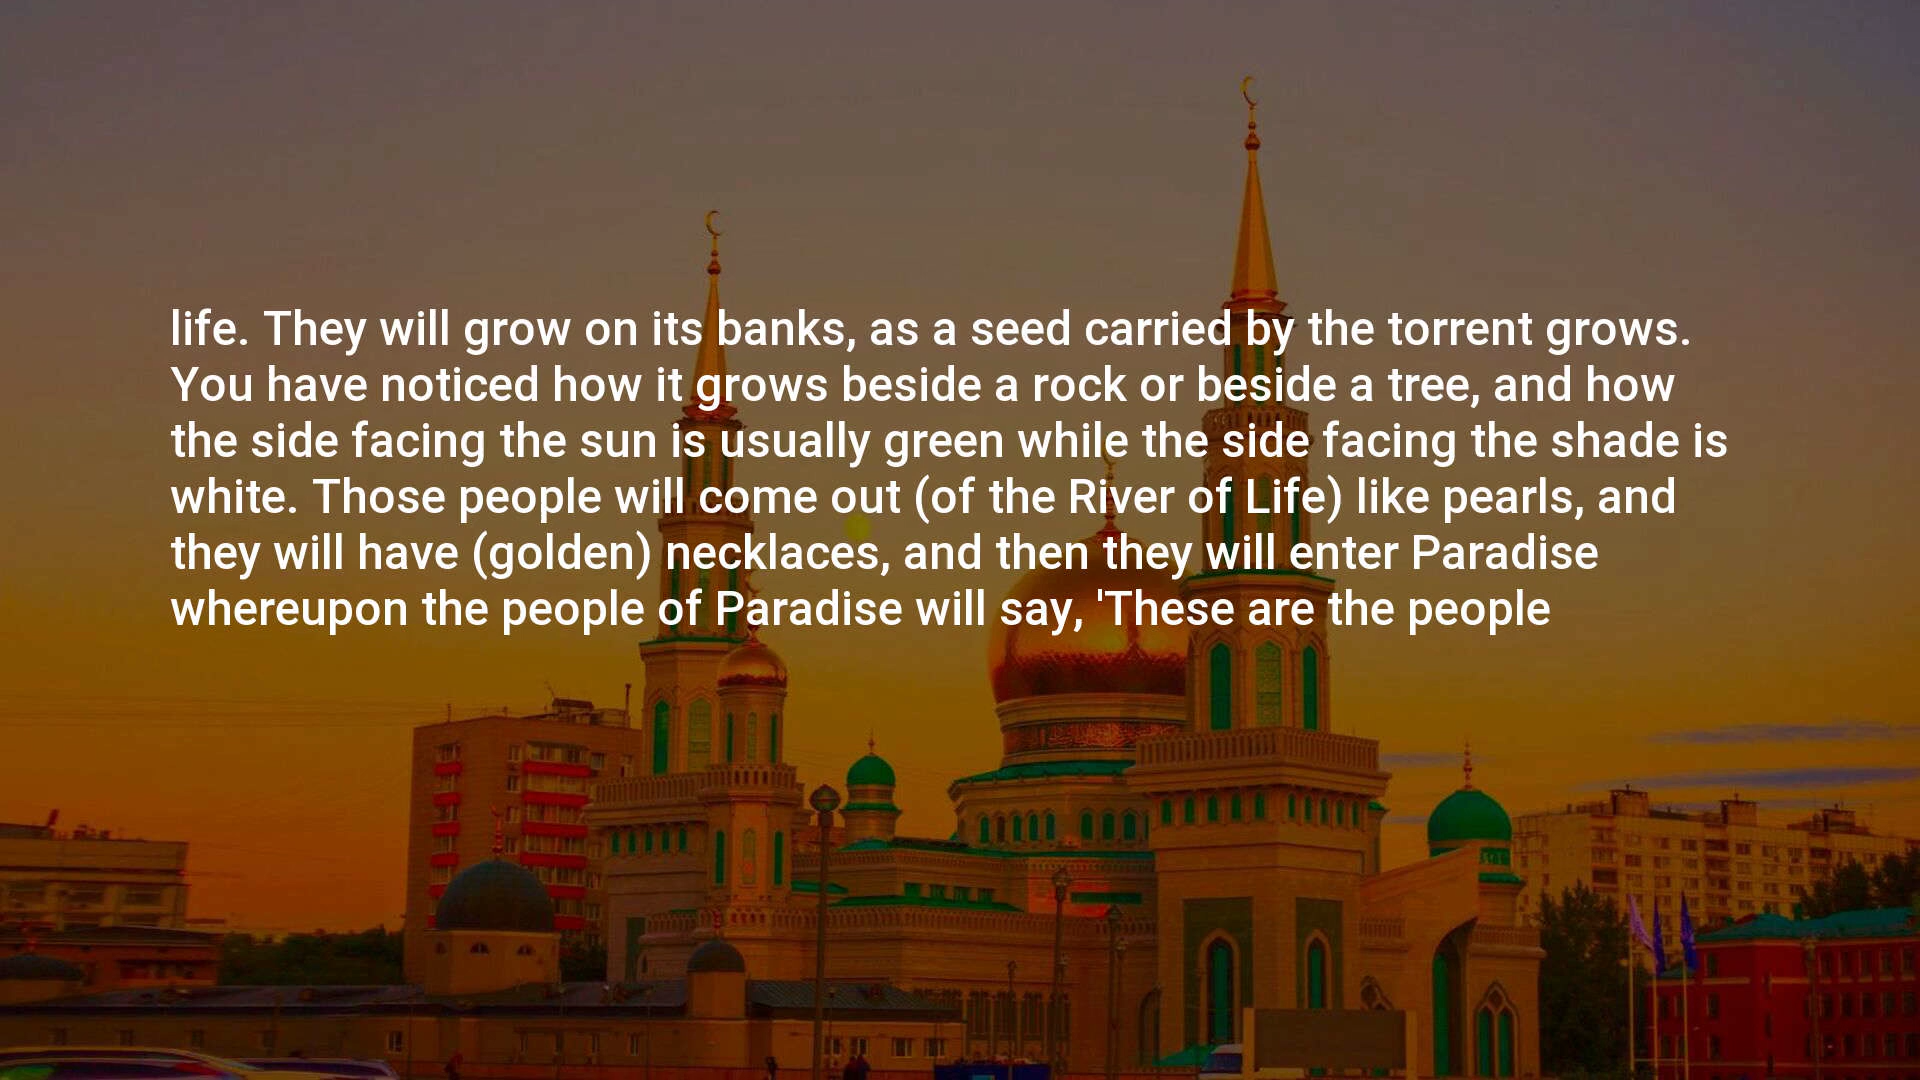 life. They will grow on its banks, as a seed carried by the torrent grows.
You have noticed how it grows beside a rock or beside a tree, and how
the side facing the sun is usually green while the side facing the shade is
white. Those people will come out (of the River of Life) like pearls, and
they will have (golden) necklaces, and then they will enter Paradise
whereupon the people of Paradise will say, 'These are the people